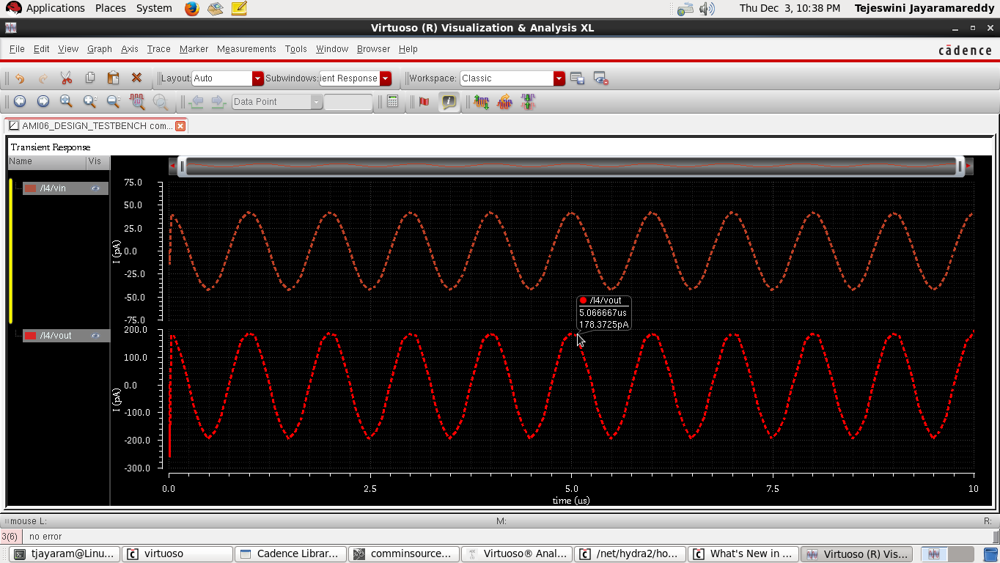 Applications Places System Thu Dec 3, 10:38 PM Tejeswini Jayaramareddy
Virtuoso (R) Visualization & Analysis XL
File Edit View Graph Axis Trace Marker Measurements Tools Window Browser Help cādence
Layout: Auto Subwindows: ient Response Workspace: Classic
Data Point
AMI06_DESIGN_TESTBENCH com...
Transient Response
Name Vis
/I4/vin
75.0
50.0
25.0
0.0
-25.0
-50.0
-75.0
I (pA)
/I4/vout
5.066667us
178.3725pA
/I4/vout
200.0
100.0
0.0
-100.0
-200.0
-300.0
I (pA)
0.0 2.5 5.0 7.5 10
time (us)
mouse L: M: R:
3(6) no error
tjayaram@Linu... virtuoso Cadence Librar... comminsource... Virtuoso® Anal... /net/hydra2/ho... What's New in ... Virtuoso (R) Vis...